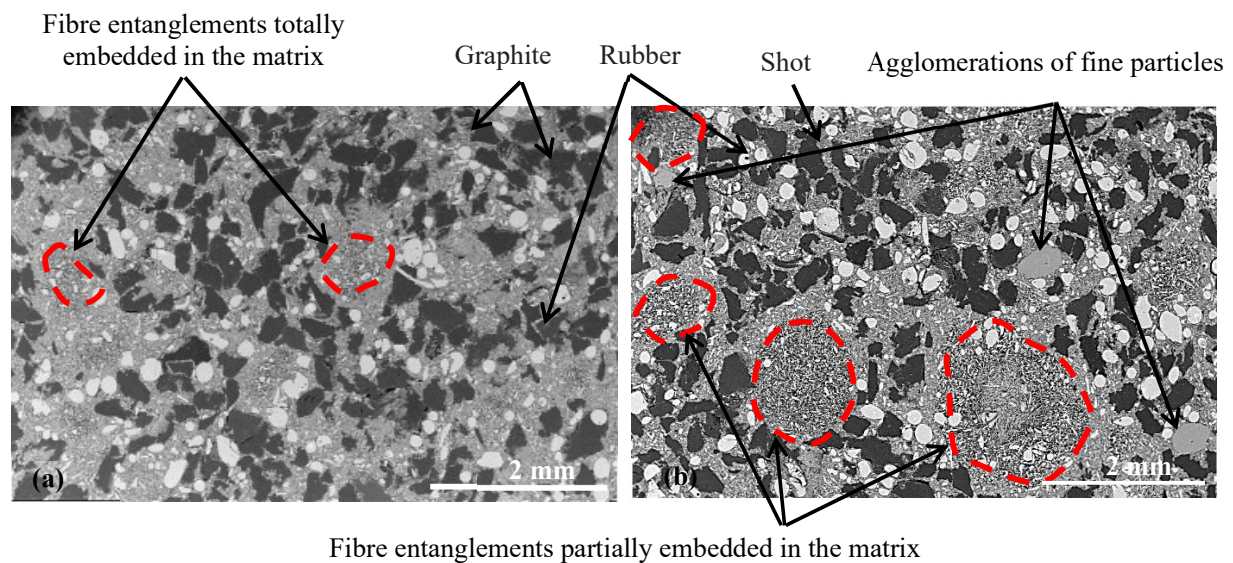 Fibre entanglements totally
embedded in the matrix
Graphite
Rubber
Shot
Agglomerations of fine particles
(a)
2 mm
(b)
2 mm
Fibre entanglements partially embedded in the matrix